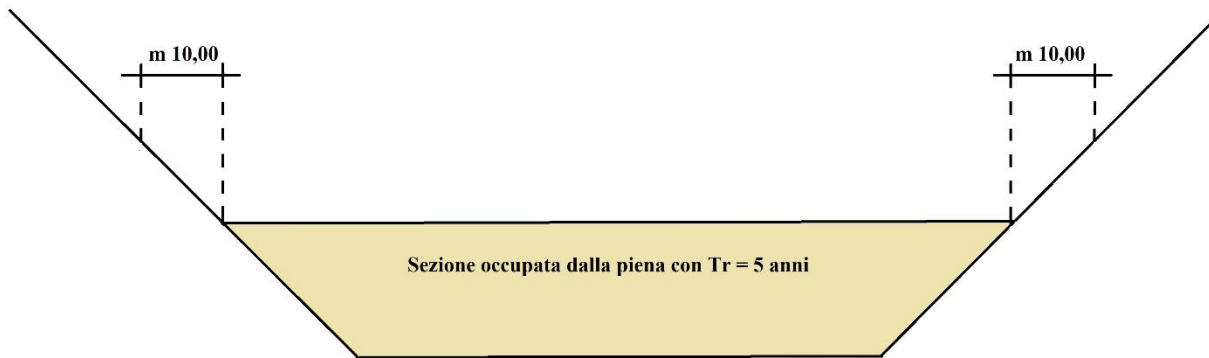 m 10,00
m 10,00
Sezione occupata dalla piena con Tr = 5 anni